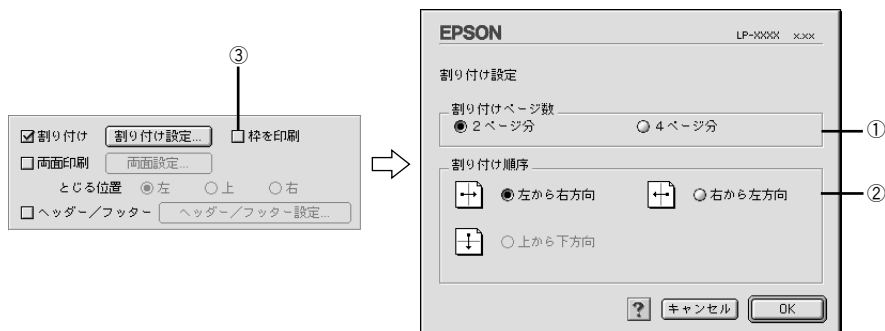 ③
☑割り付け 割り付け設定... □枠を印刷
□両面印刷 両面設定...
とじる位置 ◉左 ○上 ○右
□ヘッダー／フッター ヘッダー／フッター設定...
EPSON LP-XXXX x.xx
割り付け設定
割り付けページ数
◉2ページ分 ○4ページ分
①
割り付け順序
◉左から右方向 ○右から左方向
②
○上から下方向
? キャンセル OK